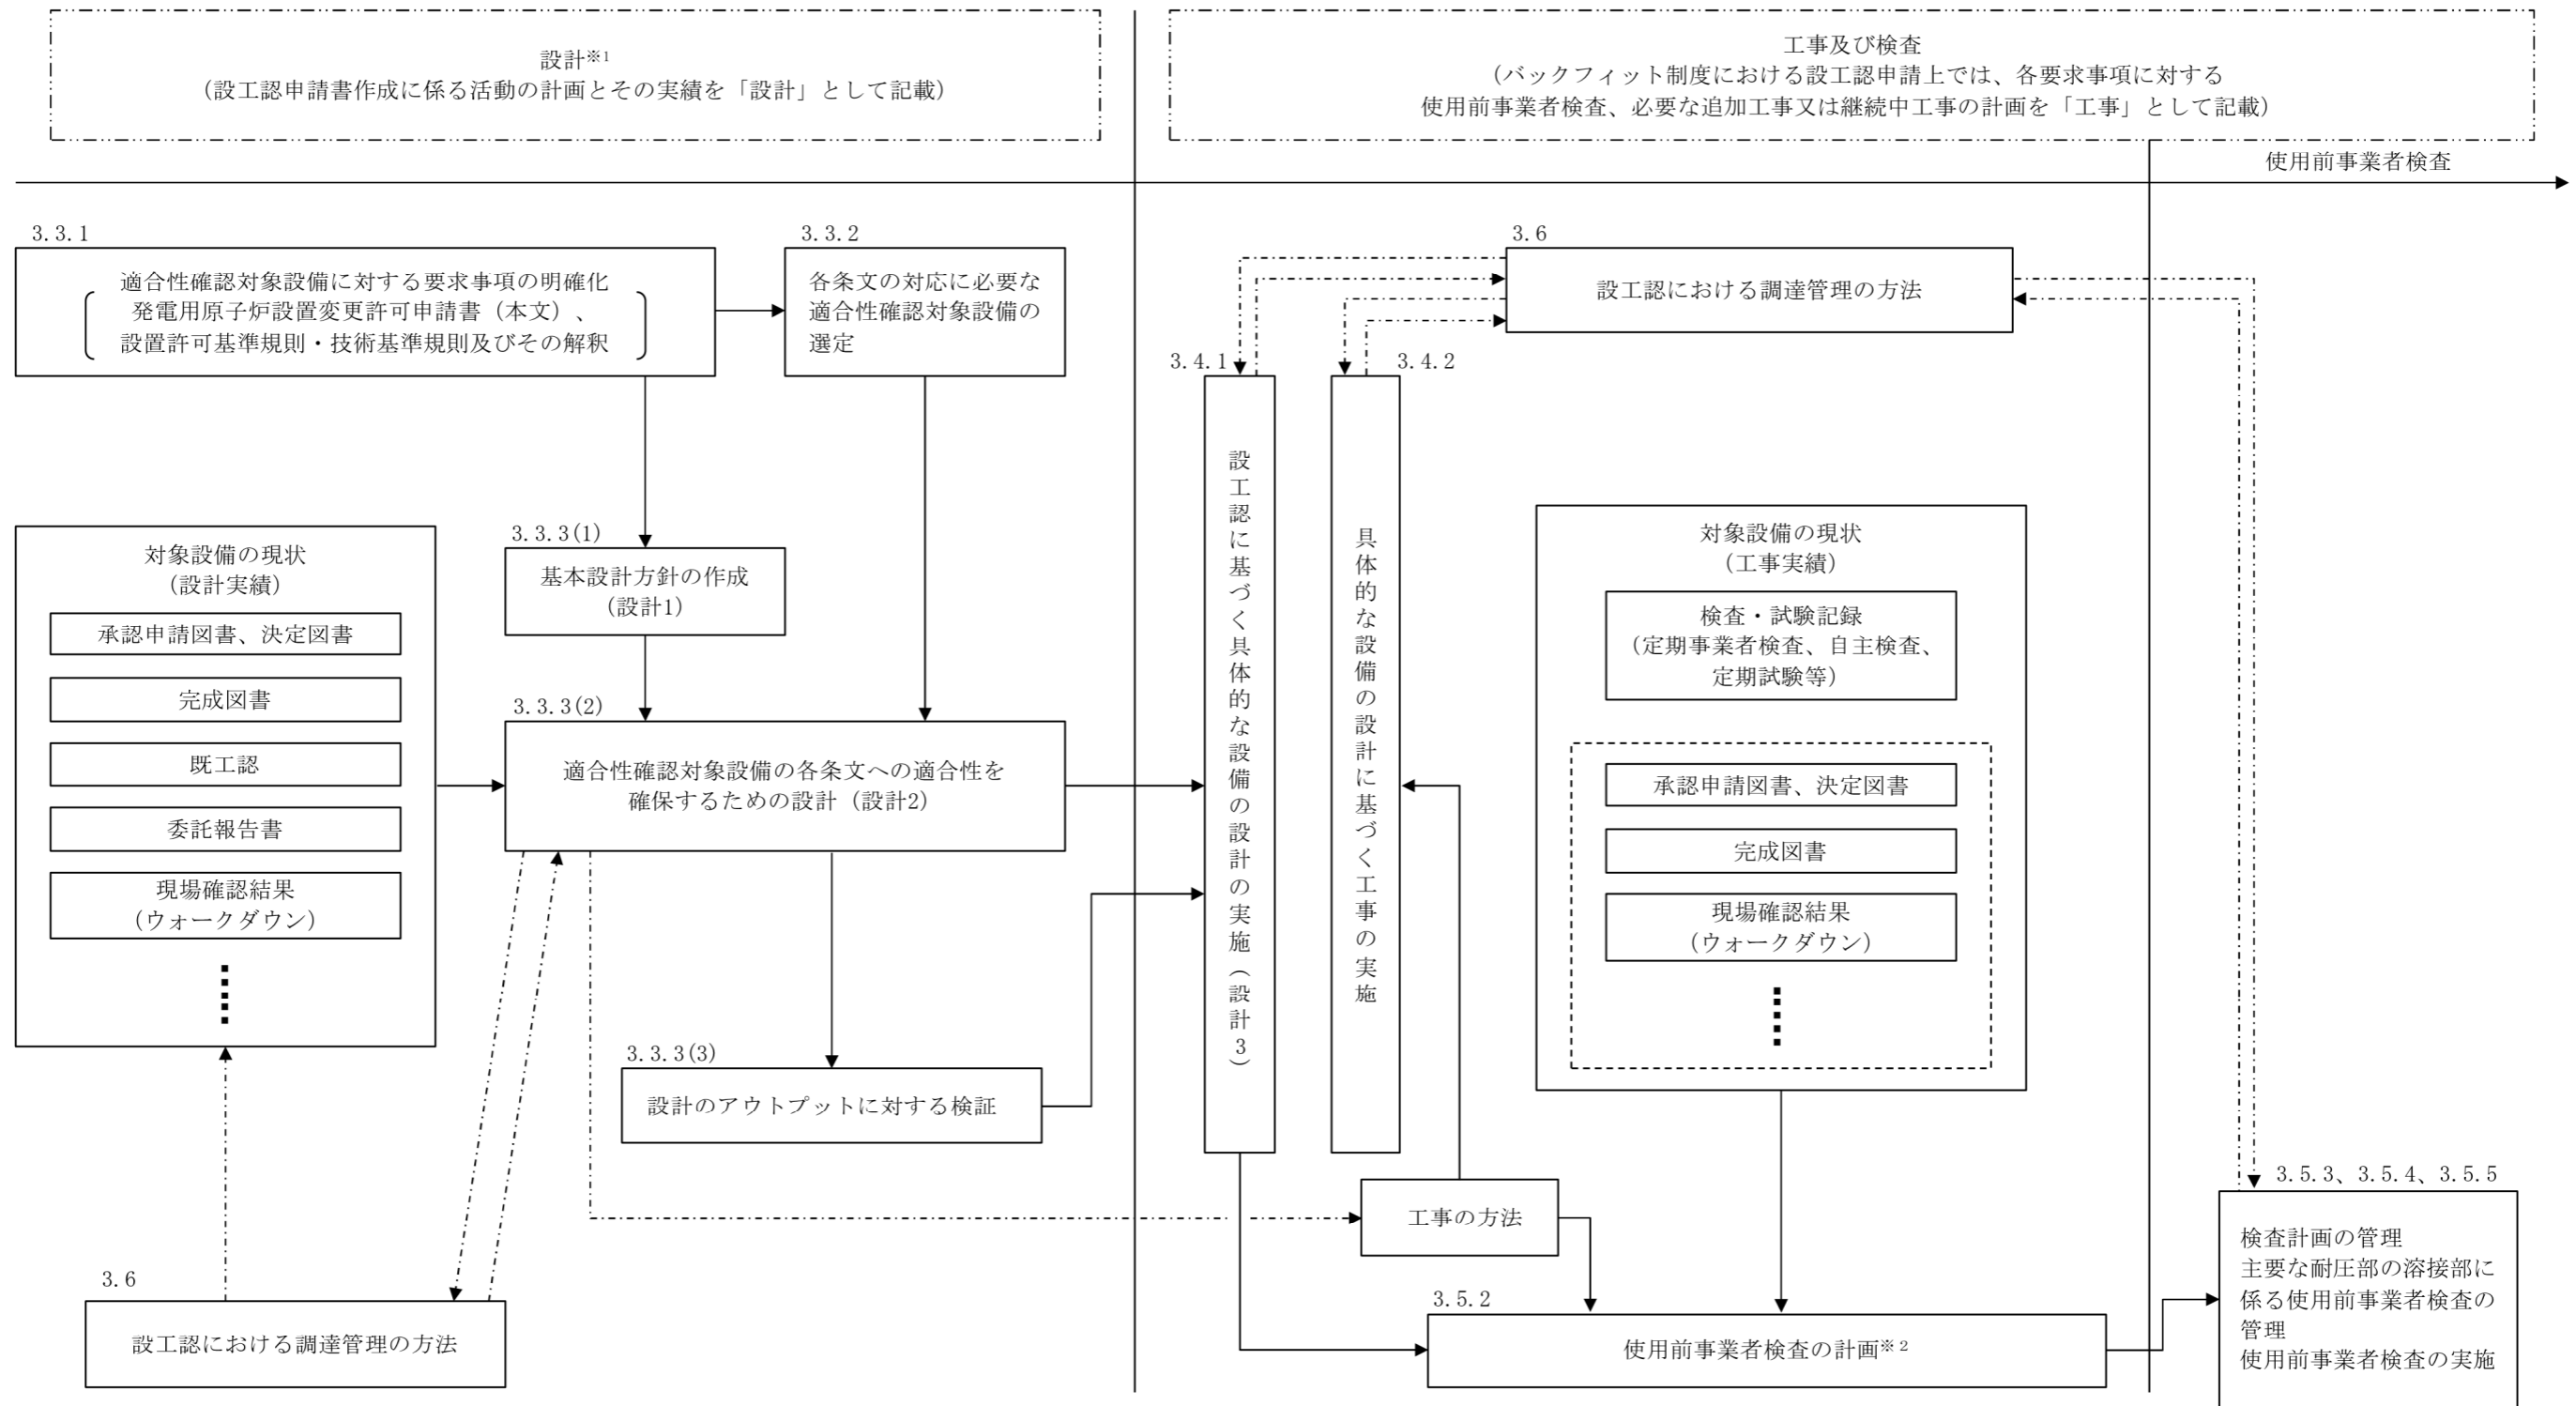 設計※1
（設工認申請書作成に係る活動の計画とその実績を「設計」として記載）
工事及び検査
（バックフィット制度における設工認申請上では、各要求事項に対する
使用前事業者検査、必要な追加工事又は継続中工事の計画を「工事」として記載）
使用前事業者検査
3.3.1
適合性確認対象設備に対する要求事項の明確化
発電用原子炉設置変更許可申請書（本文）、
設置許可基準規則・技術基準規則及びその解釈
3.3.2
各条文の対応に必要な
適合性確認対象設備の
選定
対象設備の現状
（設計実績）
承認申請図書、決定図書
完成図書
既工認
委託報告書
現場確認結果
（ウォークダウン）
3.3.3(1)
基本設計方針の作成
（設計1）
3.3.3(2)
適合性確認対象設備の各条文への適合性を
確保するための設計（設計2）
3.3.3(3)
設計のアウトプットに対する検証
3.6
設工認における調達管理の方法
3.6
設工認における調達管理の方法
3.4.1
設工認に基づく具体的な設備の設計の実施（設計3）
3.4.2
具体的な設備の設計に基づく工事の実施
対象設備の現状
（工事実績）
検査・試験記録
（定期事業者検査、自主検査、
定期試験等）
承認申請図書、決定図書
完成図書
現場確認結果
（ウォークダウン）
工事の方法
3.5.2
使用前事業者検査の計画※２
3.5.3、3.5.4、3.5.5
検査計画の管理
主要な耐圧部の溶接部に
係る使用前事業者検査の
管理
使用前事業者検査の実施